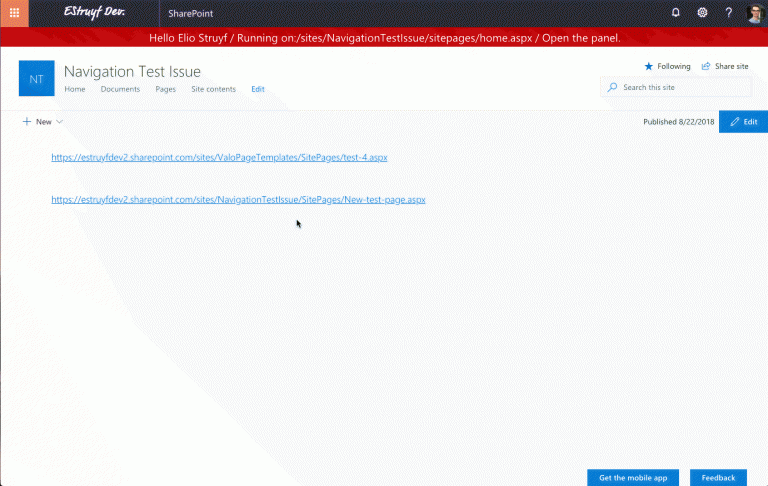 EStruyf Dev.
SharePoint
Hello Elio Struyf / Running on:/sites/NavigationTestIssue/sitepages/home.aspx / Open the panel.
NT
Navigation Test Issue
Following
Share site
Home Documents Pages Site contents Edit
Search this site
New
Published 8/22/2018
Edit
https://estruyfdev2.sharepoint.com/sites/ValoPageTemplates/SitePages/test-4.aspx
https://estruyfdev2.sharepoint.com/sites/NavigationTestIssue/SitePages/New-test-page.aspx
Get the mobile app
Feedback